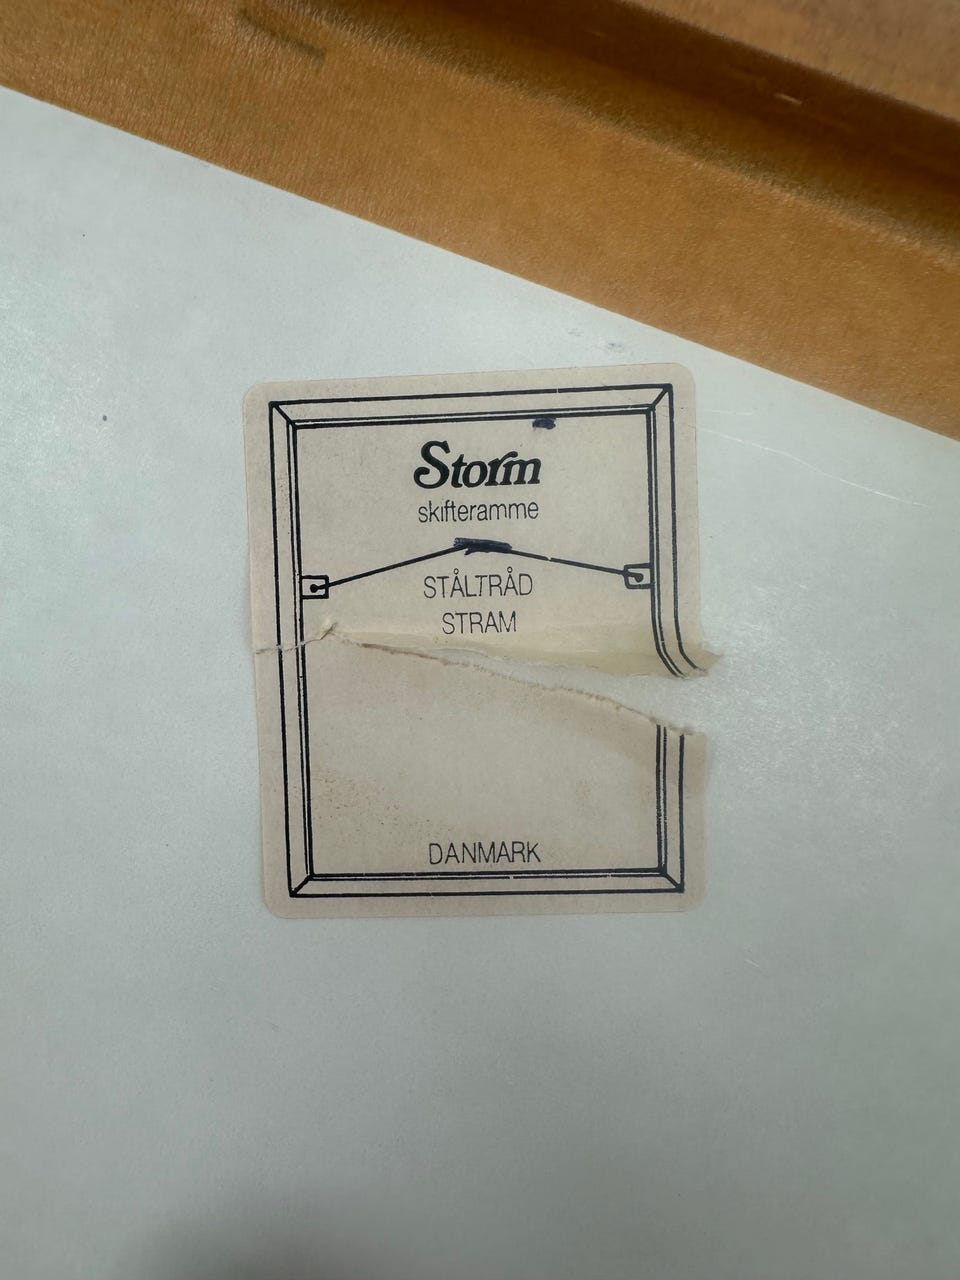 Storm
skifteramme
STÅLTRÅD
STRAM
DANMARK